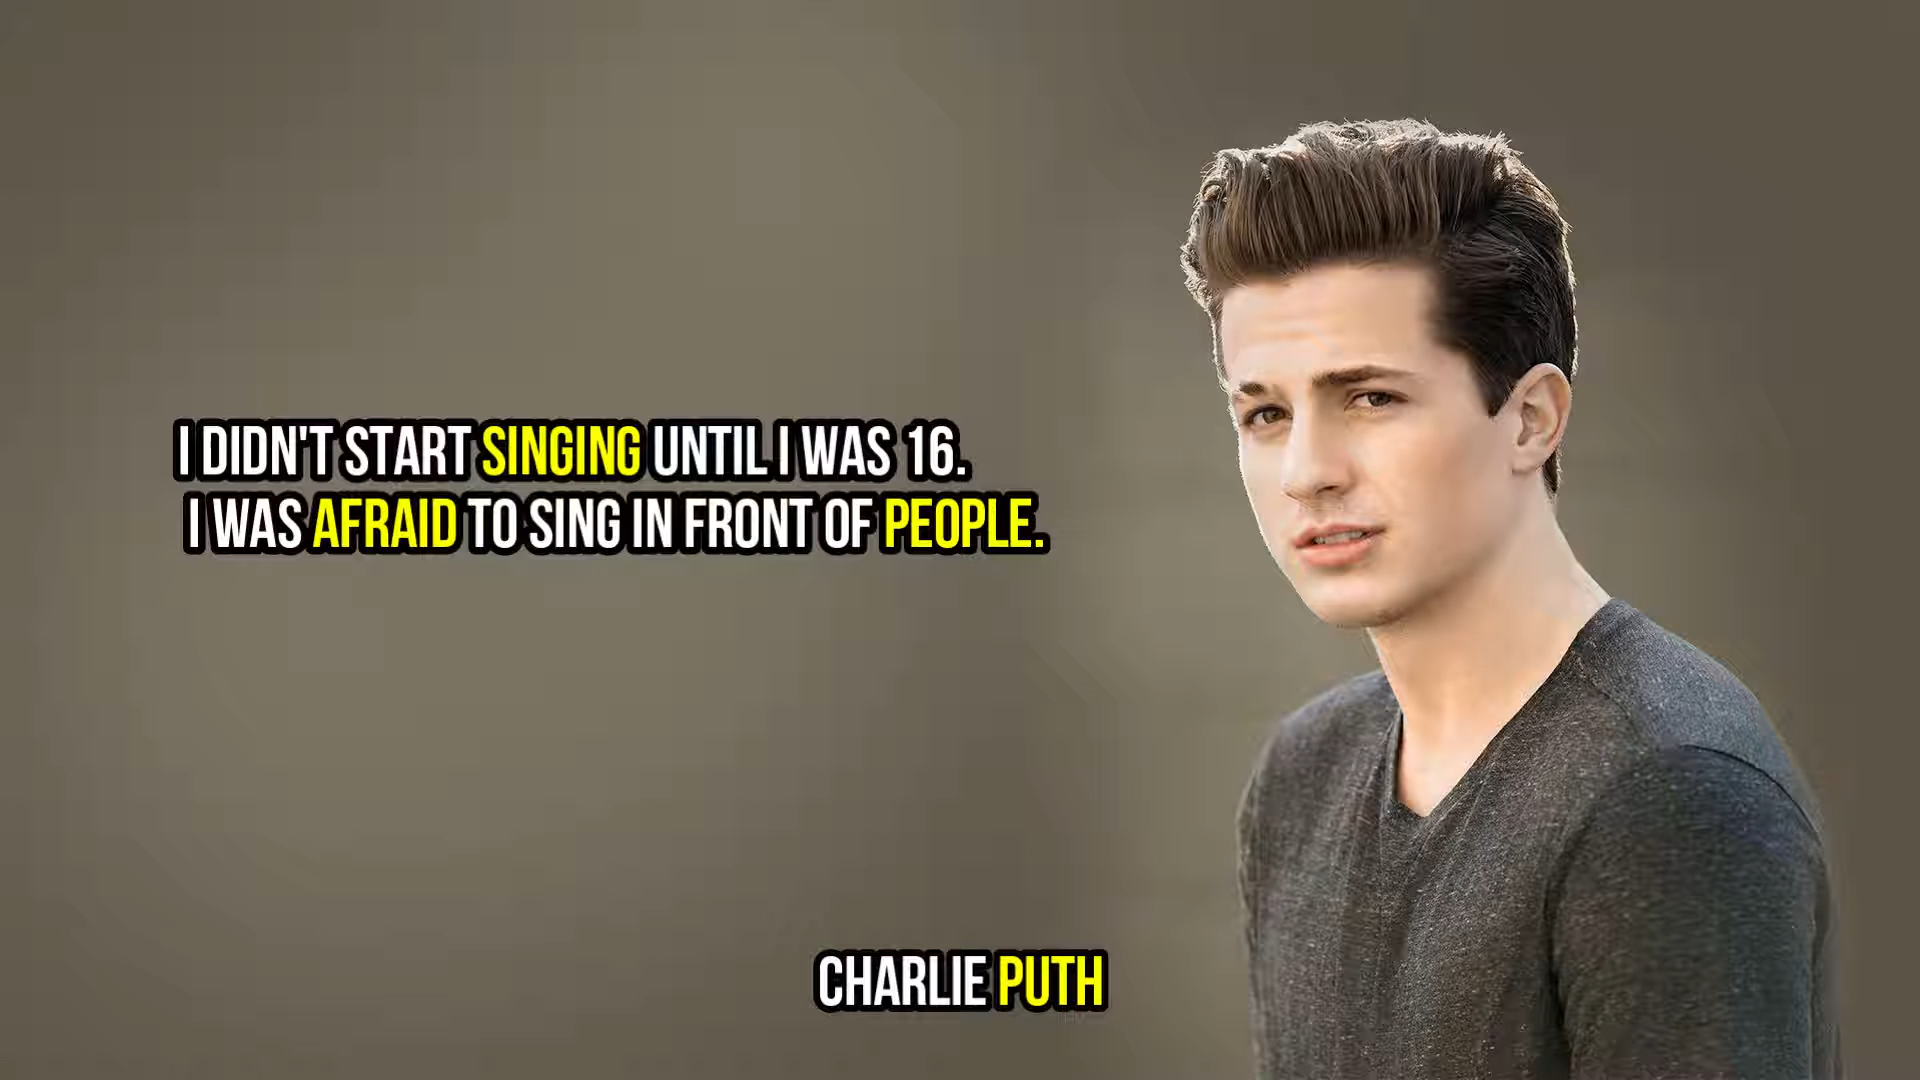 I DIDN'T START SINGING UNTIL I WAS 16.
I WAS AFRAID TO SING IN FRONT OF PEOPLE.
CHARLIE PUTH